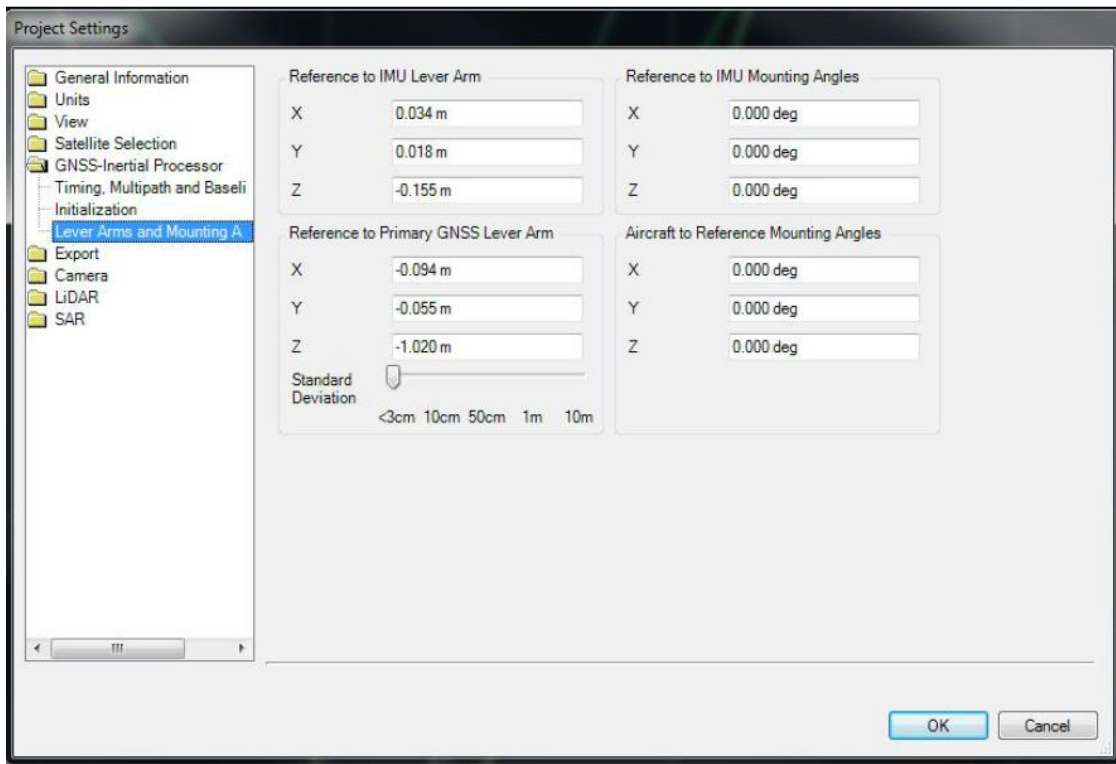 Project Settings
General Information
Units
View
Satellite Selection
GNSS-Inertial Processor
Timing, Multipath and Baseli
Initialization
Lever Arms and Mounting A
Export
Camera
LiDAR
SAR
Reference to IMU Lever Arm
X 0.034 m
Y 0.018 m
Z -0.155 m
Reference to IMU Mounting Angles
X 0.000 deg
Y 0.000 deg
Z 0.000 deg
Reference to Primary GNSS Lever Arm
X -0.094 m
Y -0.055 m
Z -1.020 m
Standard
Deviation
<3cm 10cm 50cm 1m 10m
Aircraft to Reference Mounting Angles
X 0.000 deg
Y 0.000 deg
Z 0.000 deg
OK Cancel